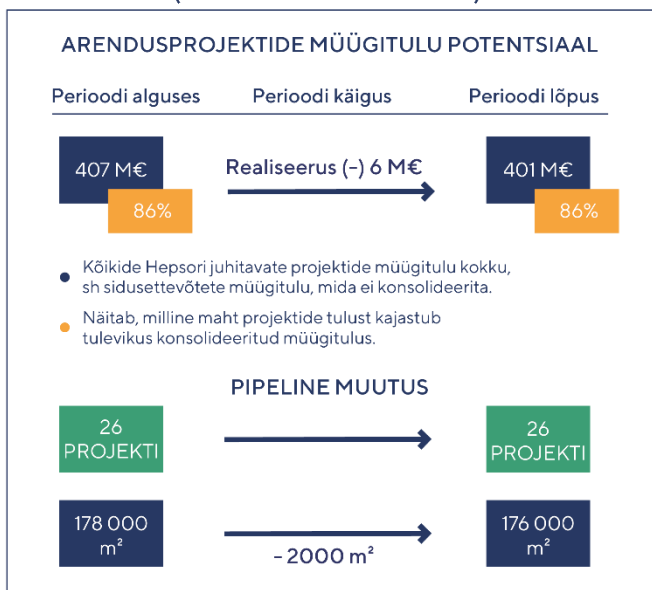 ARENDUSPROJEKTIDE MÜÜGITULU POTENTSIAAL
Perioodi alguses
Perioodi käigus
Perioodi lõpus
407 M€
86%
Realiseerus (-) 6 M€
401 M€
86%
Kõikide Hepsori juhitavate projektide müügitulu kokku,
sh sidusettevõtete müügitulu, mida ei konsolideerita.
Näitab, milline maht projektide tulust kajastub
tulevikus konsolideeritud müügitulus.
PIPELINE MUUTUS
26
PROJEKTI
26
PROJEKTI
178 000
m²
- 2000 m²
176 000
m²